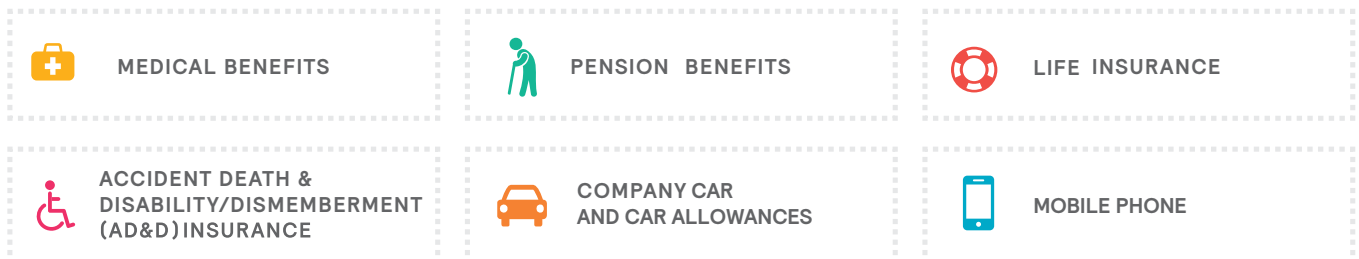 MEDICAL BENEFITS
PENSION BENEFITS
LIFE INSURANCE
ACCIDENT DEATH &
DISABILITY/DISMEMBERMENT
(AD&D)INSURANCE
COMPANY CAR
AND CAR ALLOWANCES
MOBILE PHONE